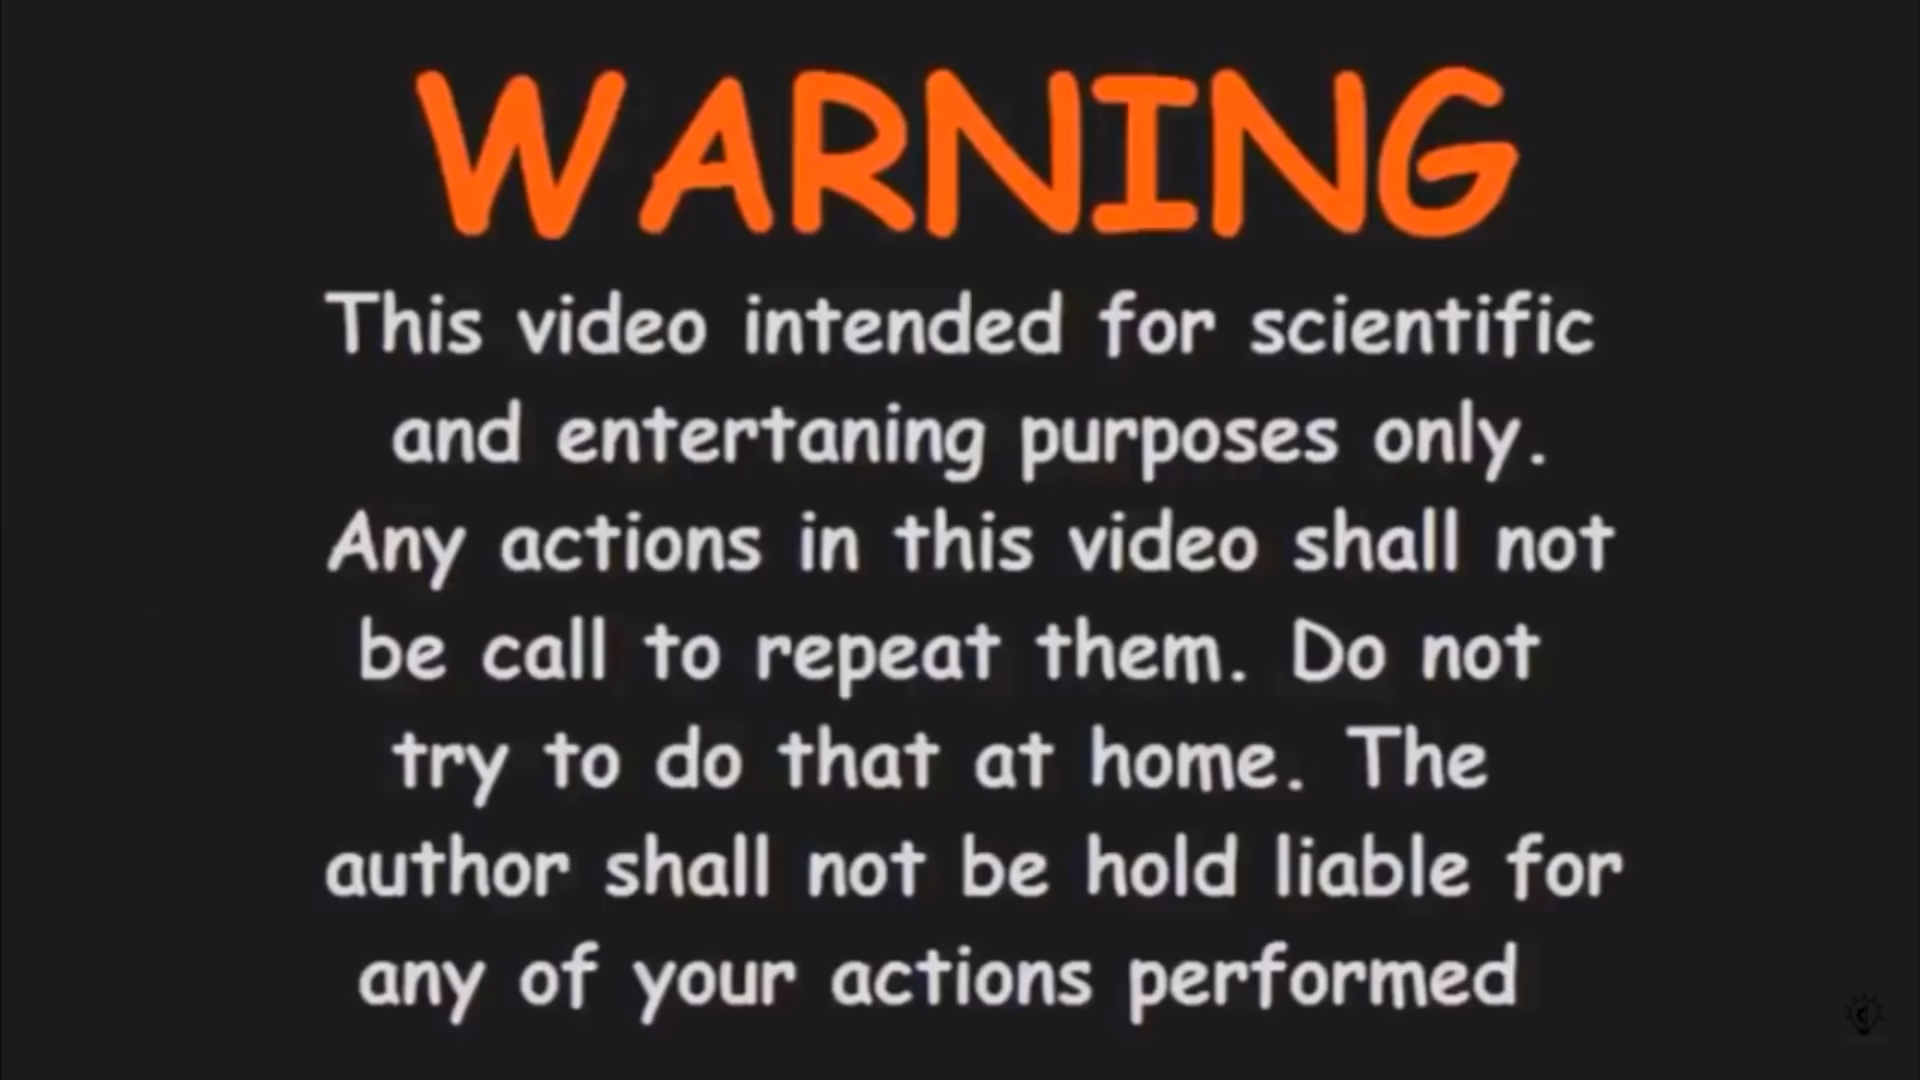 WARNING
This video intended for scientific
and entertaning purposes only.
Any actions in this video shall not
be call to repeat them. Do not
try to do that at home. The
author shall not be hold liable for
any of your actions performed